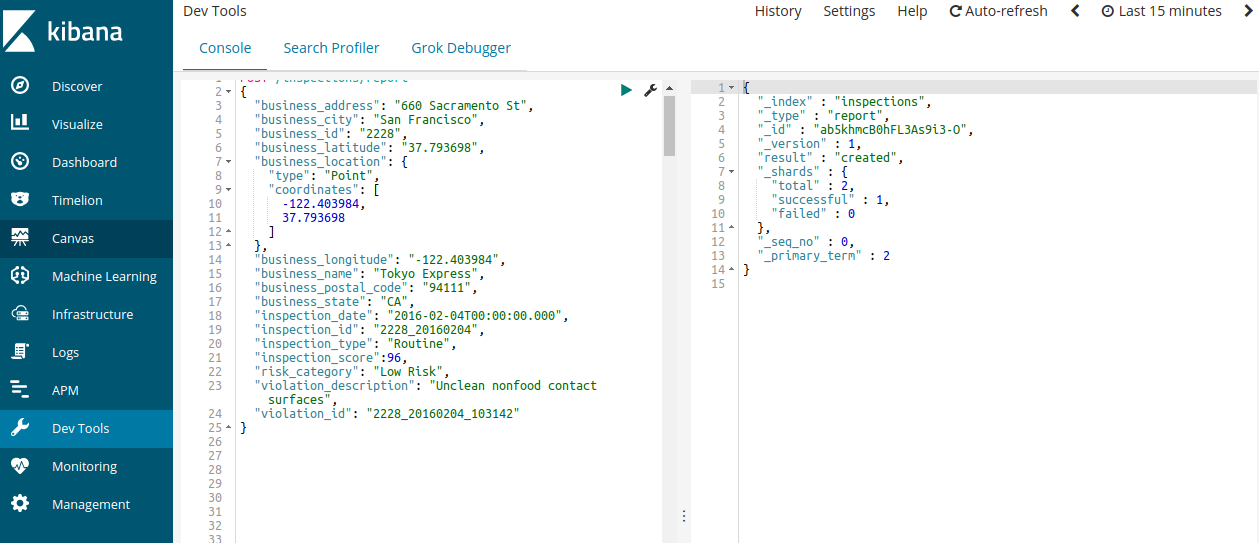 kibana
Discover
Visualize
Dashboard
Timelion
Canvas
Machine Learning
Infrastructure
Logs
APM
Dev Tools
Monitoring
Management
Dev Tools
History Settings Help Auto-refresh Last 15 minutes
Console Search Profiler Grok Debugger
1 POST /inspections/report
2 {
3 "business_address": "660 Sacramento St",
4 "business_city": "San Francisco",
5 "business_id": "2228",
6 "business_latitude": "37.793698",
7 "business_location": {
8 "type": "Point",
9 "coordinates": [
10 -122.403984,
11 37.793698
12 ]
13 },
14 "business_longitude": "-122.403984",
15 "business_name": "Tokyo Express",
16 "business_postal_code": "94111",
17 "business_state": "CA",
18 "inspection_date": "2016-02-04T00:00:00.000",
19 "inspection_id": "2228_20160204",
20 "inspection_type": "Routine",
21 "inspection_score":96,
22 "risk_category": "Low Risk",
23 "violation_description": "Unclean nonfood contact
surfaces",
24 "violation_id": "2228_20160204_103142"
25 }
26
27
28
29
30
31
32
33
1 {
2 "_index" : "inspections",
3 "_type" : "report",
4 "_id" : "ab5khmcB0hFL3As9i3-O",
5 "_version" : 1,
6 "result" : "created",
7 "_shards" : {
8 "total" : 2,
9 "successful" : 1,
10 "failed" : 0
11 },
12 "_seq_no" : 0,
13 "_primary_term" : 2
14 }
15